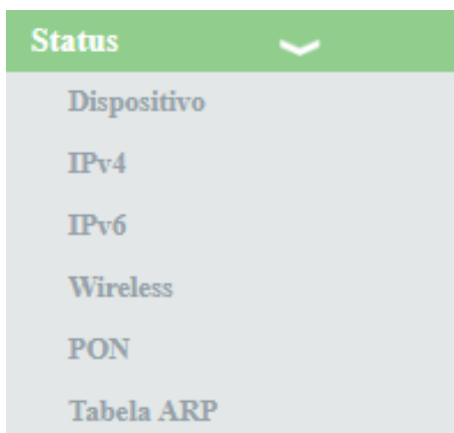 Status
Dispositivo
IPv4
IPv6
Wireless
PON
Tabela ARP